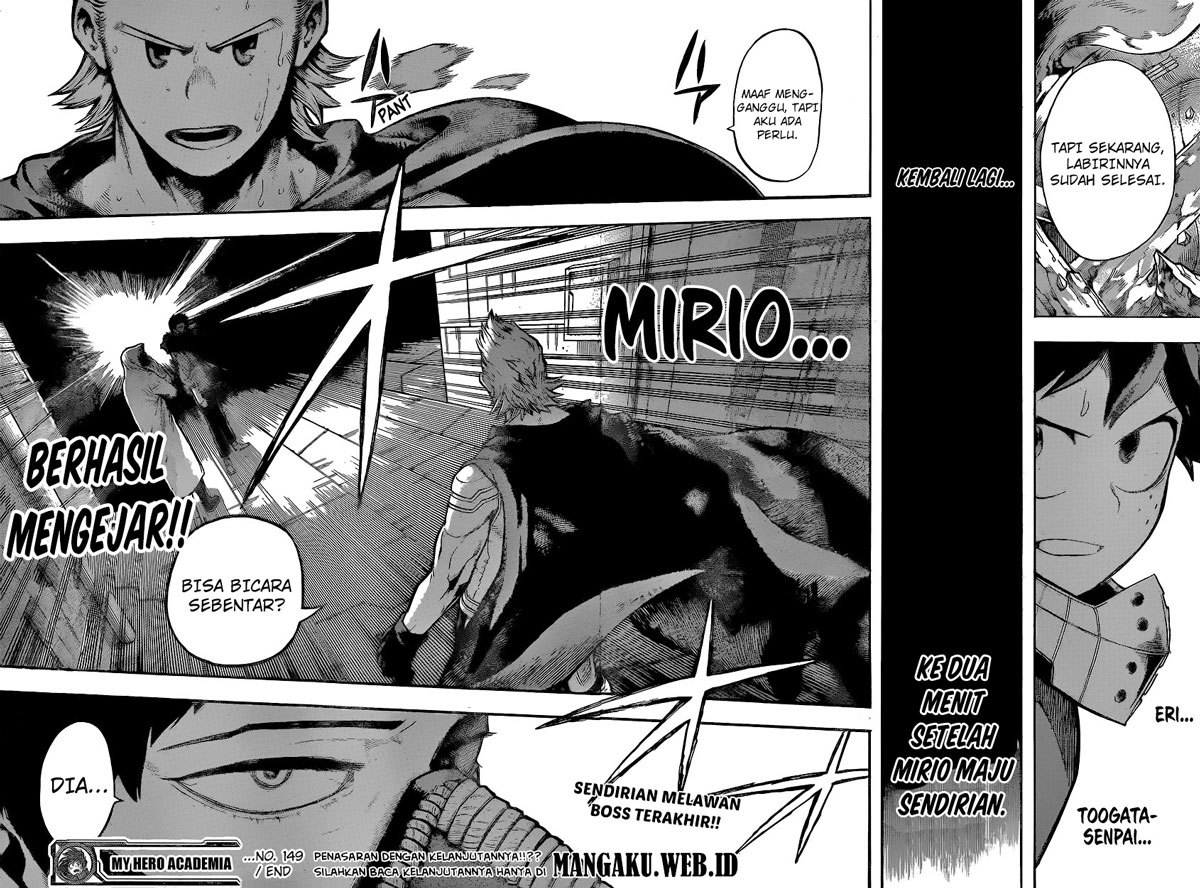 TAPI SEKARANG,
LABIRINNYA
SUDAH SELESAI.
ERI...
TOOGATA-
SENPAI...
KEMBALI LAGI...
KE DUA
MENIT
SETELAH
MIRIO MAJU
SENDIRIAN.
MAAF MENG-
GANGGU, TAPI
AKU ADA
PERLU.
PANT
MIRIO...
BERHASIL
MENGEJAR!!
BISA BICARA
SEBENTAR?
DIA...
SENDIRIAN MELAWAN
BOSS TERAKHIR!!
MY HERO ACADEMIA
...NO. 149
/ END
PENASARAN DENGAN KELANJUTANNYA!!??
SILAHKAN BACA KELANJUTANNYA HANYA DI
MANGAKU.WEB.ID